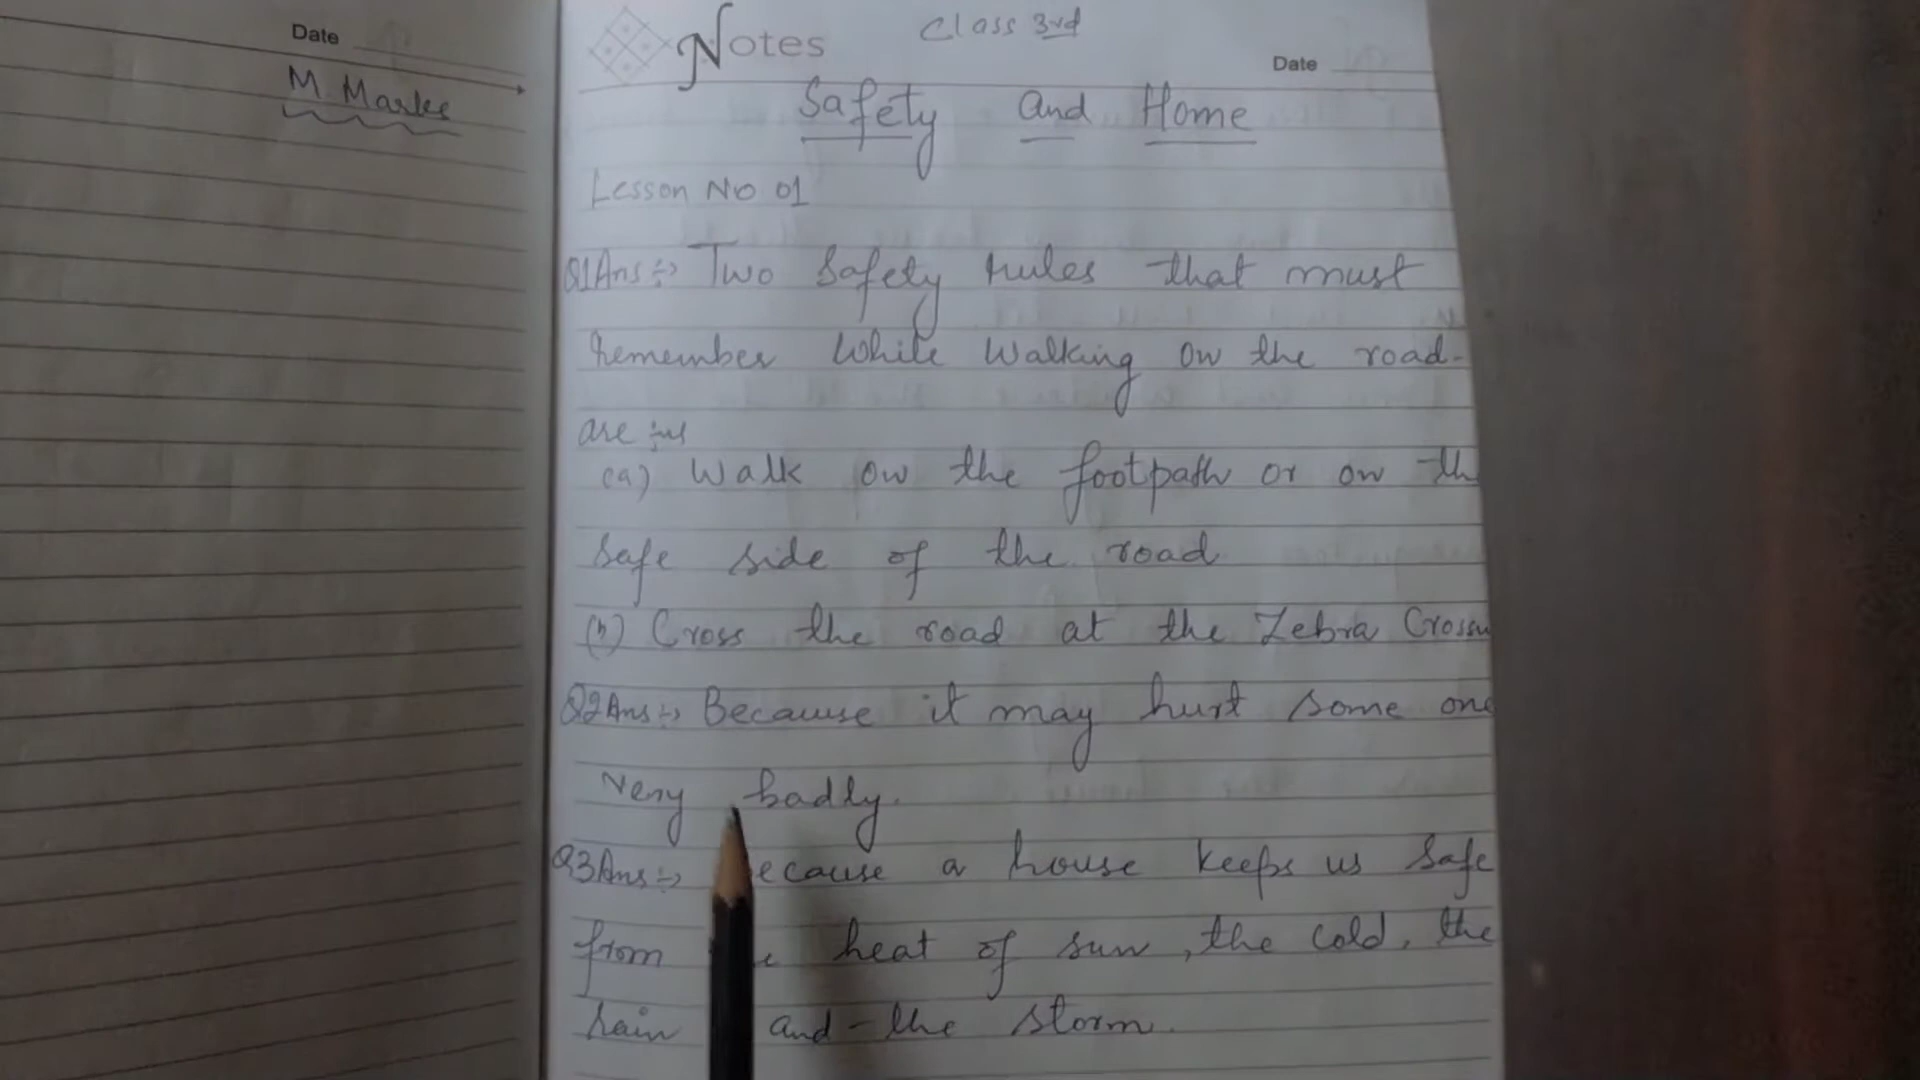 Date
M. Marks
Notes
Class 3rd
Date
Safety and Home
Lesson No 01
Q1Ans :-> Two Safety rules that must
remember while walking on the road-
are :-
(a) Walk on the footpath or on th
safe side of the road
(b) Cross the road at the Zebra Cross
Q2Ans :-> Because it may hurt some one
very badly.
Q3Ans :-> ecause a house keeps us safe
from e heat of sun, the cold, the
rain and the storm.